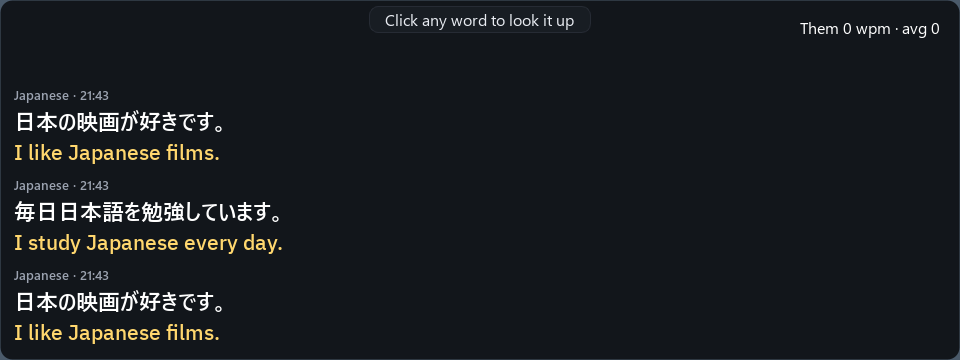 Click any word to look it up
Them 0 wpm · avg 0
Japanese · 21:43
日本の映画が好きです。
I like Japanese films.
Japanese · 21:43
毎日日本語を勉強しています。
I study Japanese every day.
Japanese · 21:43
日本の映画が好きです。
I like Japanese films.